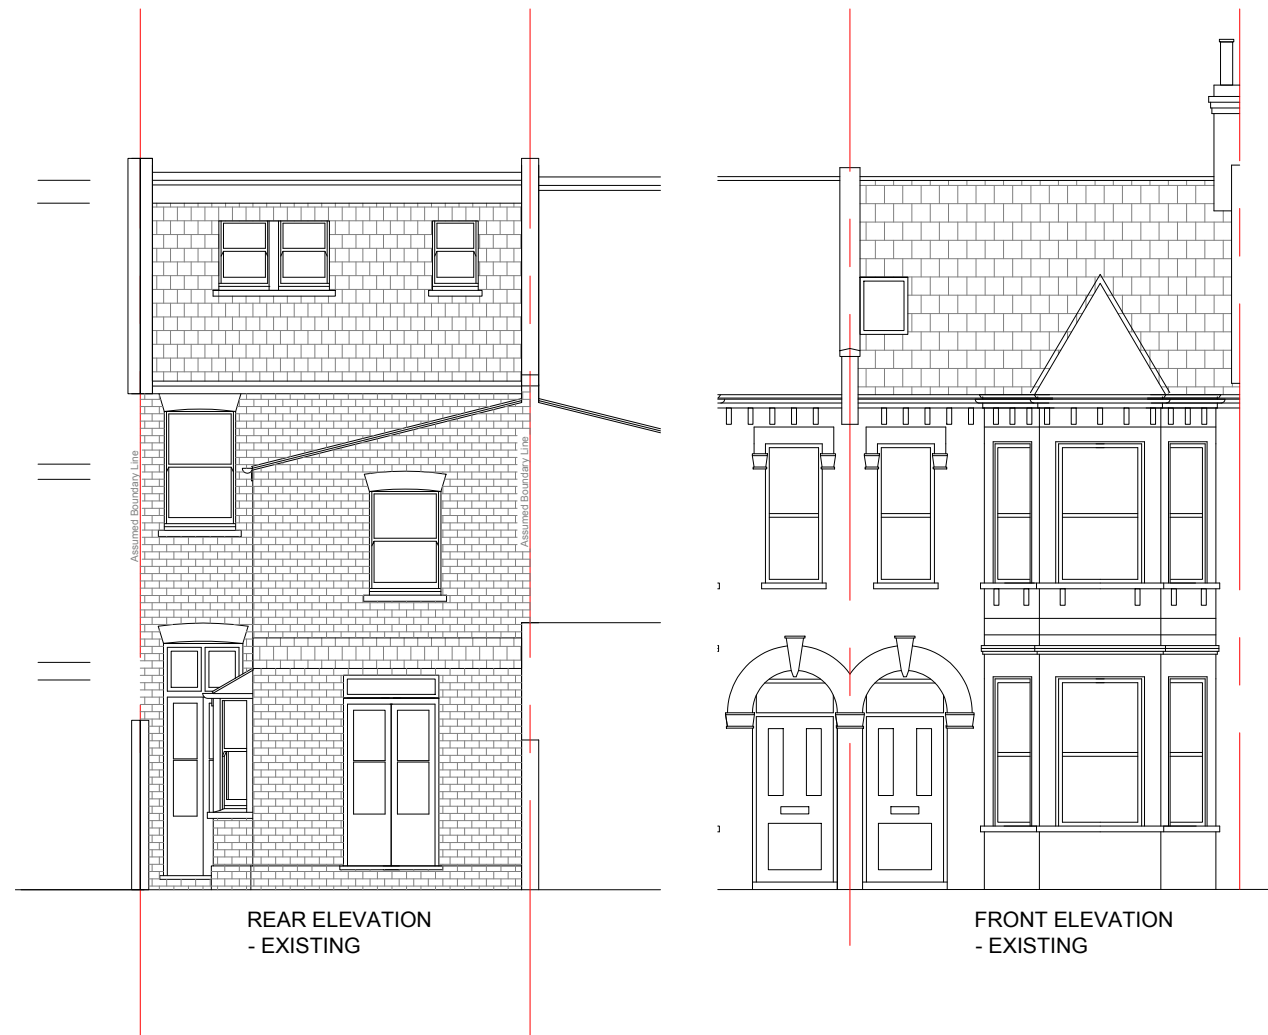 Assumed Boundary Line
Assumed Boundary Line
REAR ELEVATION
- EXISTING
FRONT ELEVATION
- EXISTING